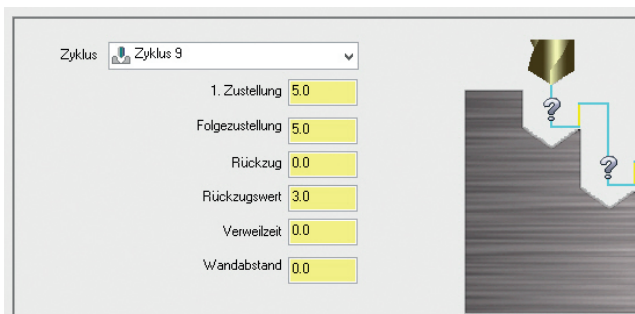 Zyklus Zyklus 9
1. Zustellung 5.0
Folgezustellung 5.0
Rückzug 0.0
Rückzugswert 3.0
Verweilzeit 0.0
Wandabstand 0.0
? 
?